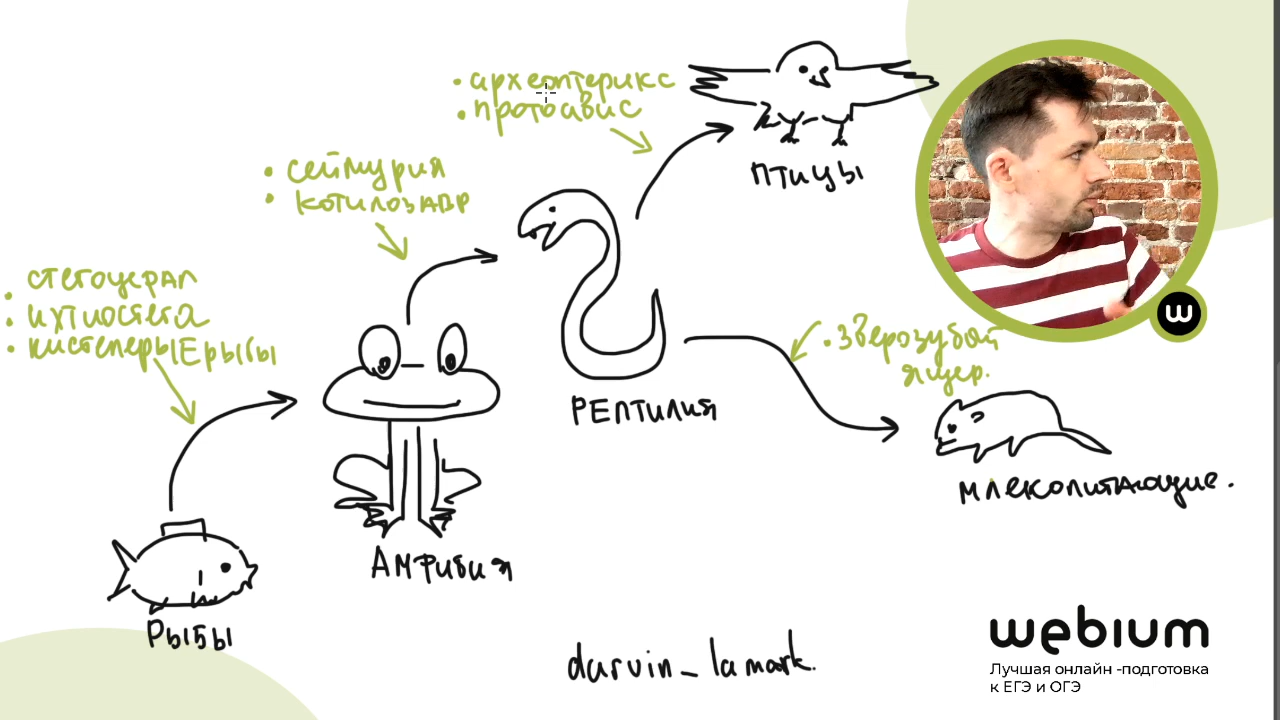 • археоптерикс
• протоавис
птицы
• сеймурия
• котилозавр
• стегоцефал
• ихтиостега
• кистеперыЕ рыбы
Рептилия
• зверозубой
ящер.
млекопитающие.
Амфибия
Рыбы
darvin_lamark.
w
webium
Лучшая онлайн -подготовка
к ЕГЭ и ОГЭ